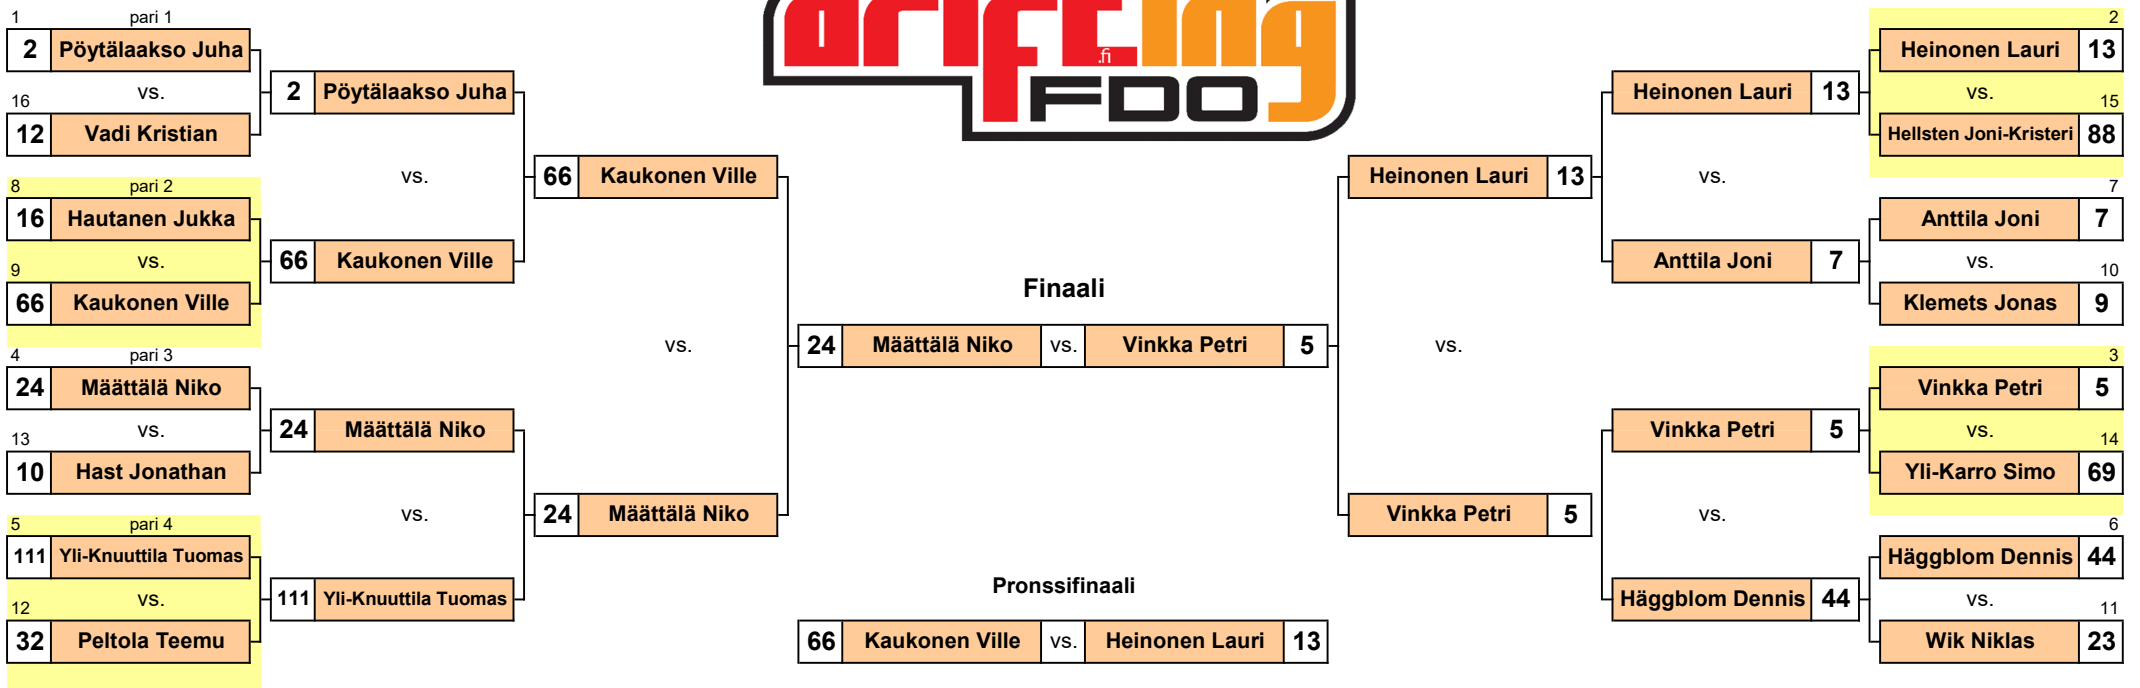 drifting
.fi
FDO
1 pari 1
2 Pöytälaakso Juha
vs.
16
12 Vadi Kristian
8 pari 2
16 Hautanen Jukka
vs.
9
66 Kaukonen Ville
4 pari 3
24 Määttälä Niko
vs.
13
10 Hast Jonathan
5 pari 4
111 Yli-Knuuttila Tuomas
vs.
12
32 Peltola Teemu
2 Pöytälaakso Juha
vs.
66 Kaukonen Ville
24 Määttälä Niko
vs.
111 Yli-Knuuttila Tuomas
66 Kaukonen Ville
vs.
24 Määttälä Niko
Finaali
24 Määttälä Niko vs. Vinkka Petri 5
Pronssifinaali
66 Kaukonen Ville vs. Heinonen Lauri 13
Heinonen Lauri 13
vs.
Vinkka Petri 5
Heinonen Lauri 13
vs.
Anttila Joni 7
Vinkka Petri 5
vs.
Häggblom Dennis 44
2
Heinonen Lauri 13
vs.
15
Hellsten Joni-Kristeri 88
7
Anttila Joni 7
vs.
10
Klemets Jonas 9
3
Vinkka Petri 5
vs.
14
Yli-Karro Simo 69
6
Häggblom Dennis 44
vs.
11
Wik Niklas 23